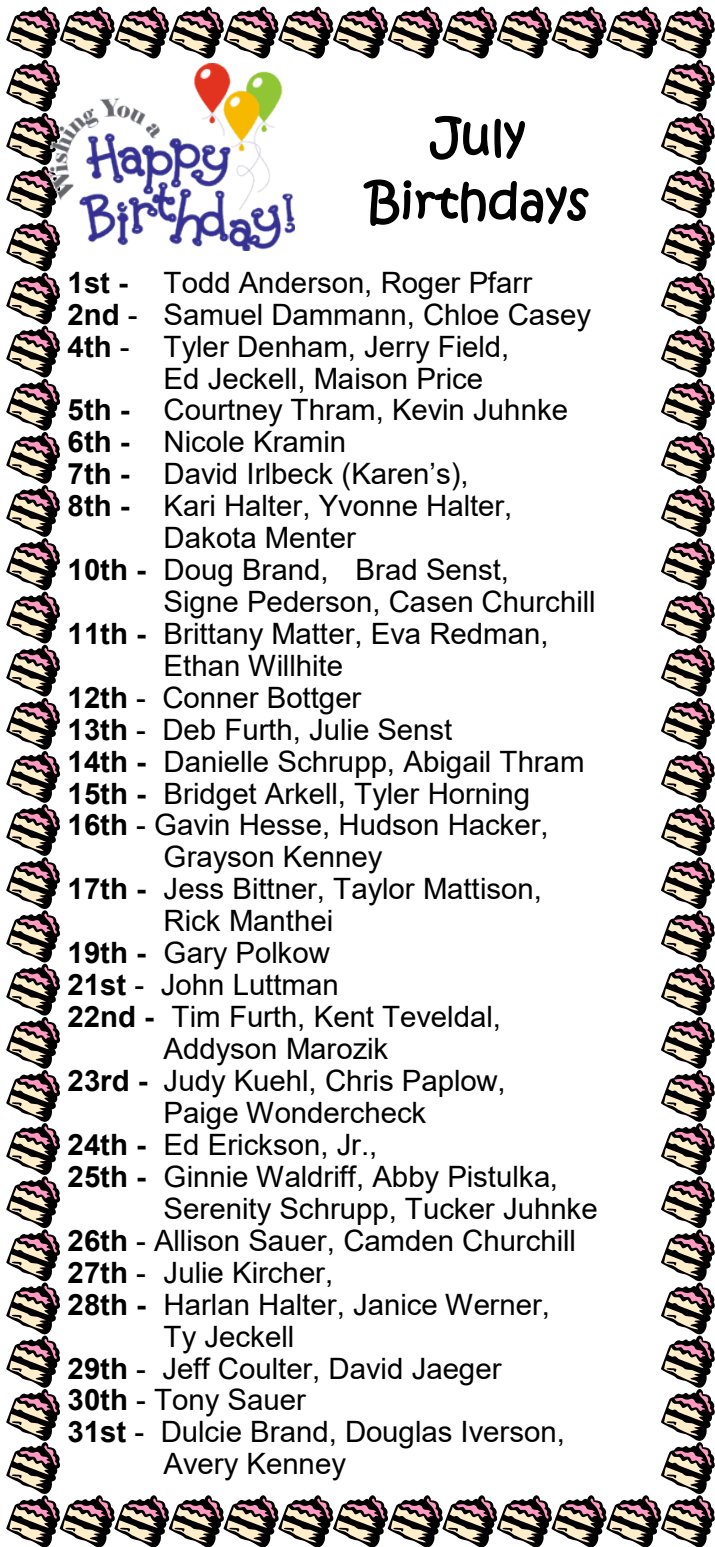 Wishing You a
Happy
Birthday!
July
Birthdays
1st - Todd Anderson, Roger Pfarr
2nd - Samuel Dammann, Chloe Casey
4th - Tyler Denham, Jerry Field,
Ed Jeckell, Maison Price
5th - Courtney Thram, Kevin Juhnke
6th - Nicole Kramin
7th - David Irlbeck (Karen’s),
8th - Kari Halter, Yvonne Halter,
Dakota Menter
10th - Doug Brand, Brad Senst,
Signe Pederson, Casen Churchill
11th - Brittany Matter, Eva Redman,
Ethan Willhite
12th - Conner Bottger
13th - Deb Furth, Julie Senst
14th - Danielle Schrupp, Abigail Thram
15th - Bridget Arkell, Tyler Horning
16th - Gavin Hesse, Hudson Hacker,
Grayson Kenney
17th - Jess Bittner, Taylor Mattison,
Rick Manthei
19th - Gary Polkow
21st - John Luttman
22nd - Tim Furth, Kent Teveldal,
Addyson Marozik
23rd - Judy Kuehl, Chris Paplow,
Paige Wondercheck
24th - Ed Erickson, Jr.,
25th - Ginnie Waldriff, Abby Pistulka,
Serenity Schrupp, Tucker Juhnke
26th - Allison Sauer, Camden Churchill
27th - Julie Kircher,
28th - Harlan Halter, Janice Werner,
Ty Jeckell
29th - Jeff Coulter, David Jaeger
30th - Tony Sauer
31st - Dulcie Brand, Douglas Iverson,
Avery Kenney